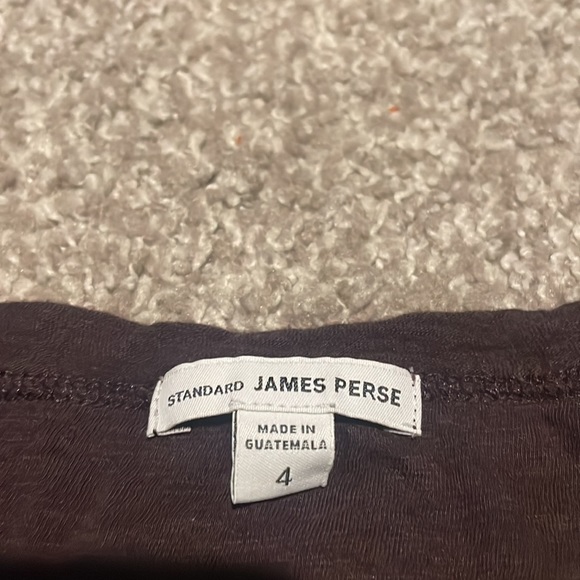 STANDARD JAMES PERSE
MADE IN
GUATEMALA
4